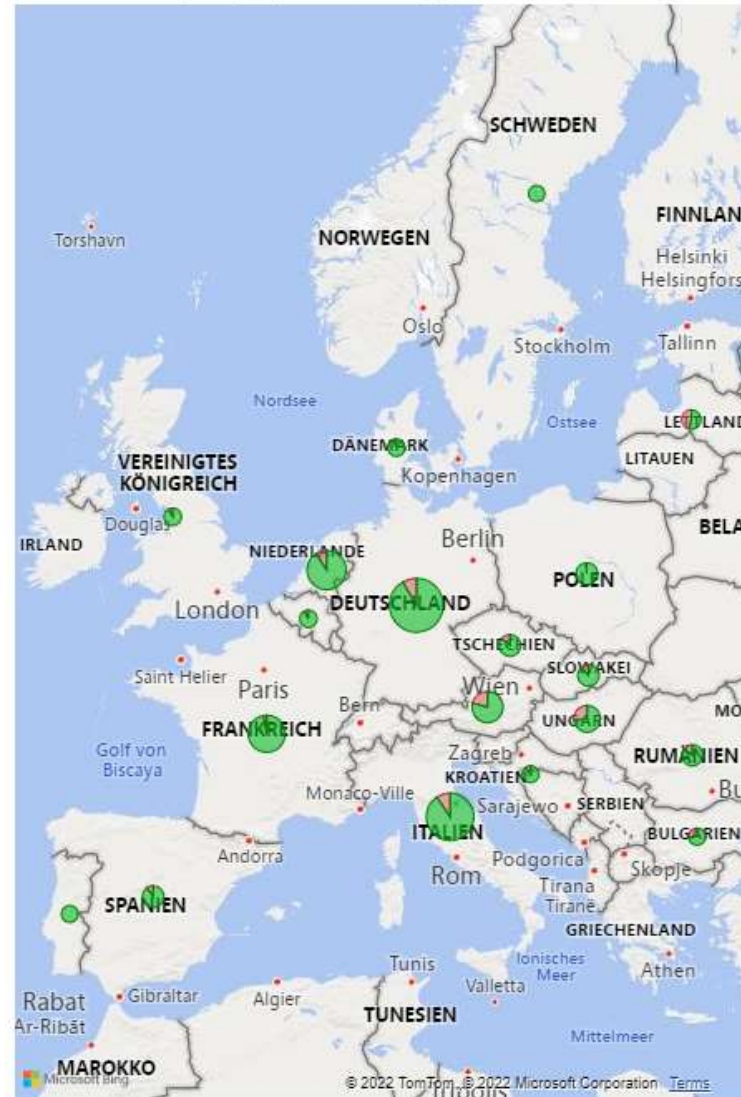 SCHWEDEN
FINNLAN
Torshavn
NORWEGEN
Helsinki
Helsingfors
Oslo
Stockholm
Tallinn
Nordsee
Ostsee
LETTLAND
DÄNEMARK
Kopenhagen
LITAUEN
VEREINIGTES
KÖNIGREICH
Douglas
IRLAND
BELA
NIEDERLANDE
Berlin
POLEN
London
DEUTSCHLAND
TSCHECHIEN
SLOWAKEI
Saint Helier
Paris
Wien
Bern
UNGARN
MO
FRANKREICH
Golf von
Biscaya
Zagreb
RUMÄNIEN
KROATIEN
Bu
Monaco-Ville
Sarajewo
SERBIEN
ITALIEN
BULGARIEN
Andorra
Podgorica
Skopje
Rom
Tirana
Tiranë
SPANIEN
GRIECHENLAND
Ionisches
Meer
Athen
Tunis
Valletta
Gibraltar
Algier
Rabat
Ar-Ribāt
TUNESIEN
Mittelmeer
MAROKKO
Microsoft Bing
© 2022 TomTom, © 2022 Microsoft Corporation Terms
Tripolis